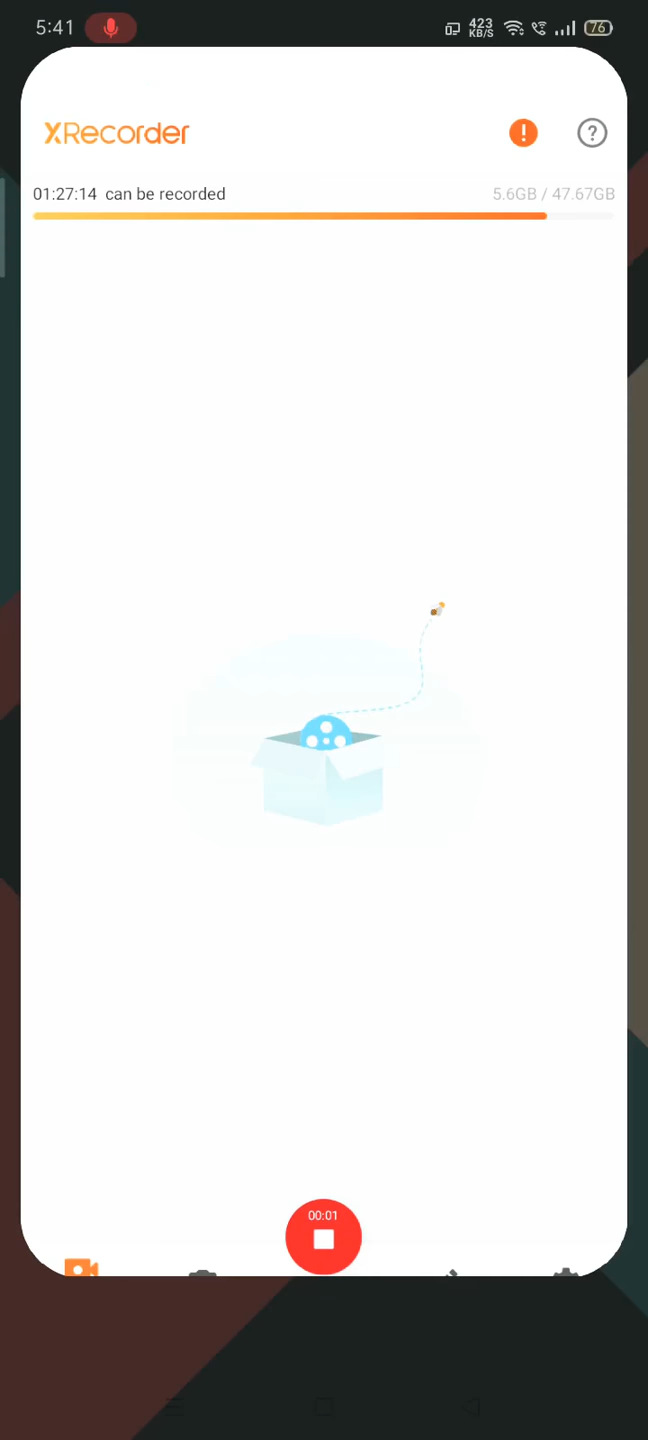 5:41
423
KB/S
76
XRecorder
!
?
01:27:14 can be recorded
5.6GB / 47.67GB
00:01